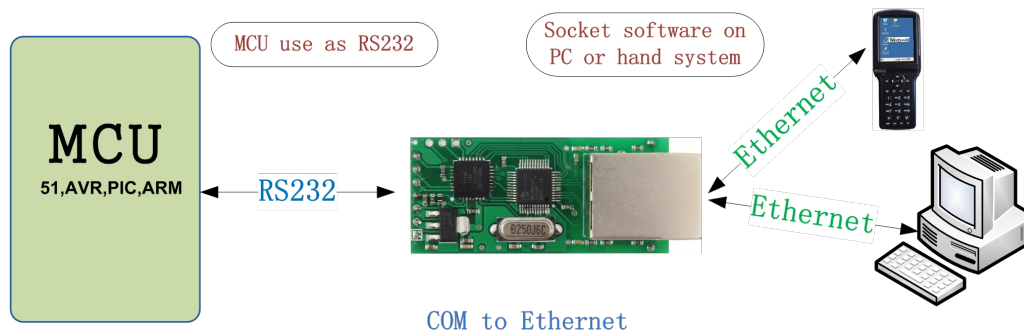 MCU use as RS232
Socket software on
PC or hand system
MCU
51,AVR,PIC,ARM
RS232
Ethernet
Ethernet
COM to Ethernet